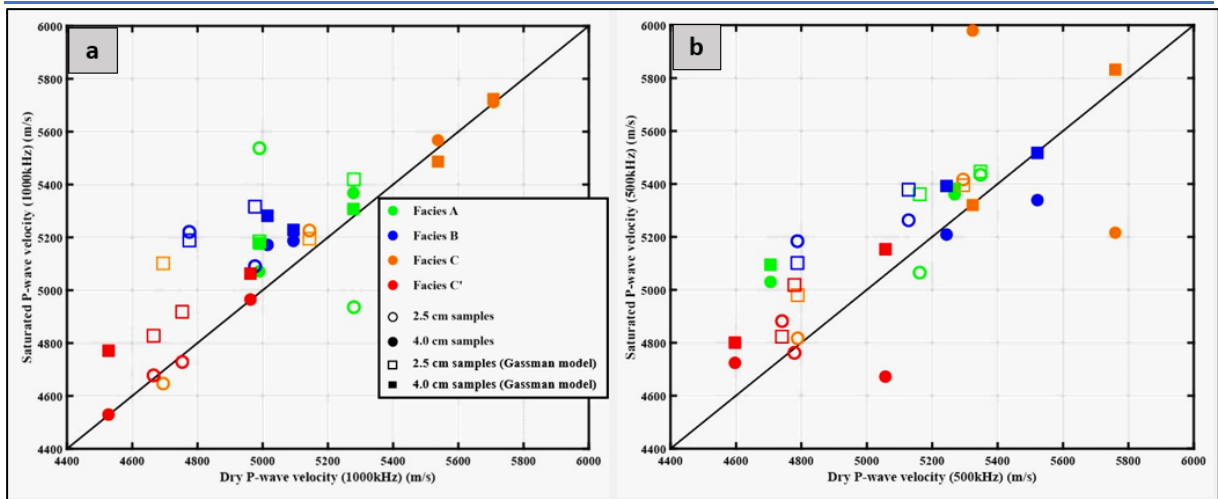 a
6000
5800
5600
5400
5200
5000
4800
4600
4400
Saturated P-wave velocity (1000kHz) (m/s)
4400 4600 4800 5000 5200 5400 5600 5800 6000
Dry P-wave velocity (1000kHz) (m/s)
Facies A
Facies B
Facies C
Facies C'
2.5 cm samples
4.0 cm samples
2.5 cm samples (Gassman model)
4.0 cm samples (Gassman model)
b
6000
5800
5600
5400
5200
5000
4800
4600
4400
Saturated P-wave velocity (500kHz) (m/s)
4400 4600 4800 5000 5200 5400 5600 5800 6000
Dry P-wave velocity (500kHz) (m/s)